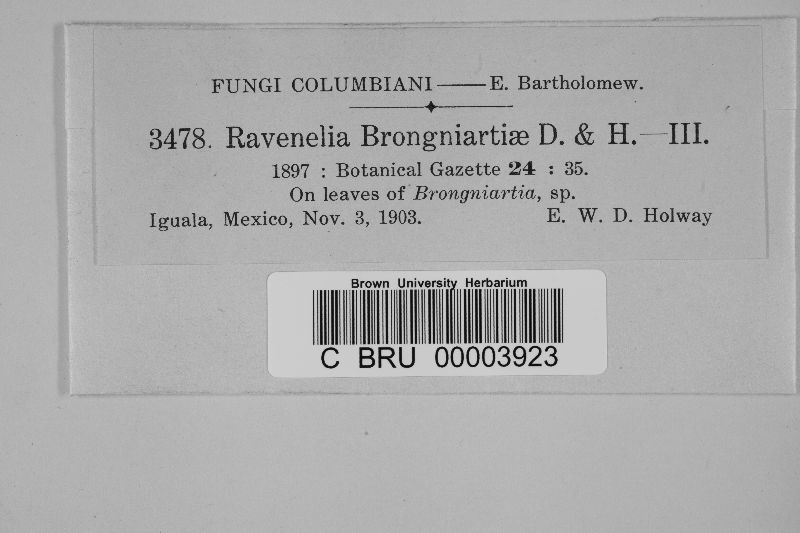 FUNGI COLUMBIANI — E. Bartholomew.
3478. Ravenelia Brongniartiæ D. & H.—III.
1897 : Botanical Gazette 24 : 35.
On leaves of Brongniartia, sp.
Iguala, Mexico, Nov. 3, 1903. E. W. D. Holway
Brown University Herbarium
C BRU 00003923